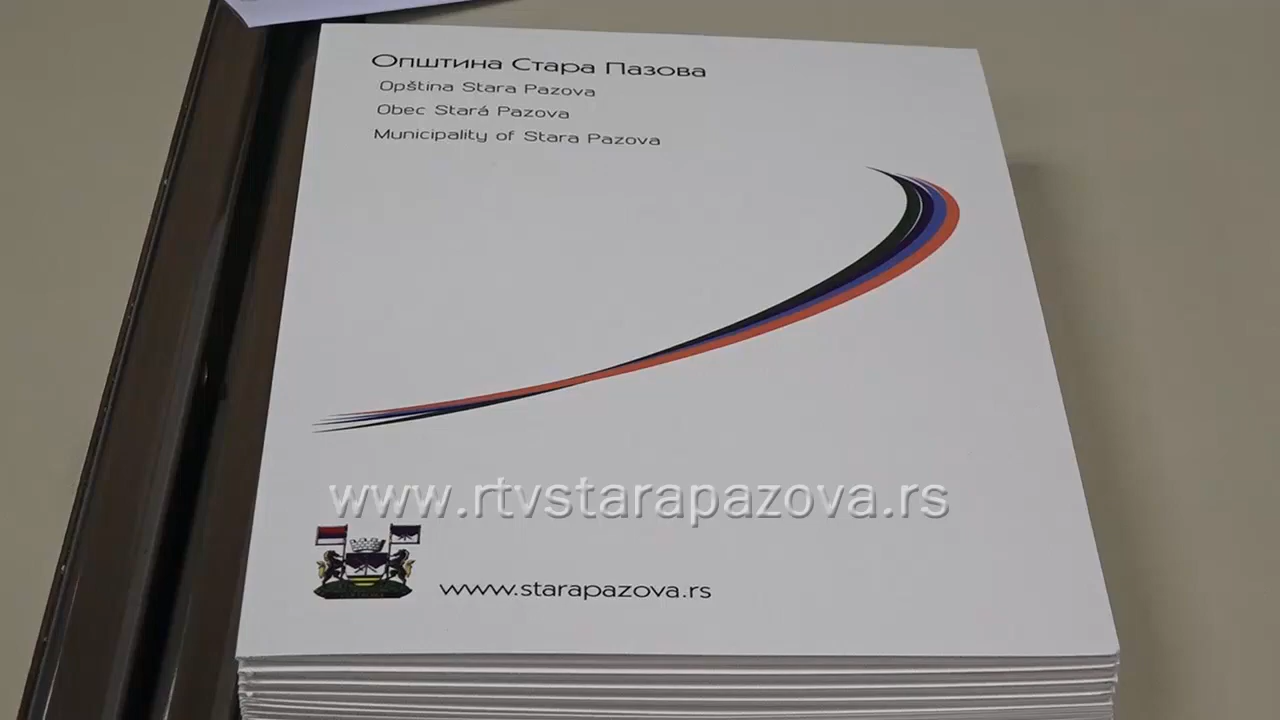 Општина Стара Пазова
Opština Stara Pazova
Obec Stará Pazova
Municipality of Stara Pazova
www.rtvstarapazova.rs
www.starapazova.rs